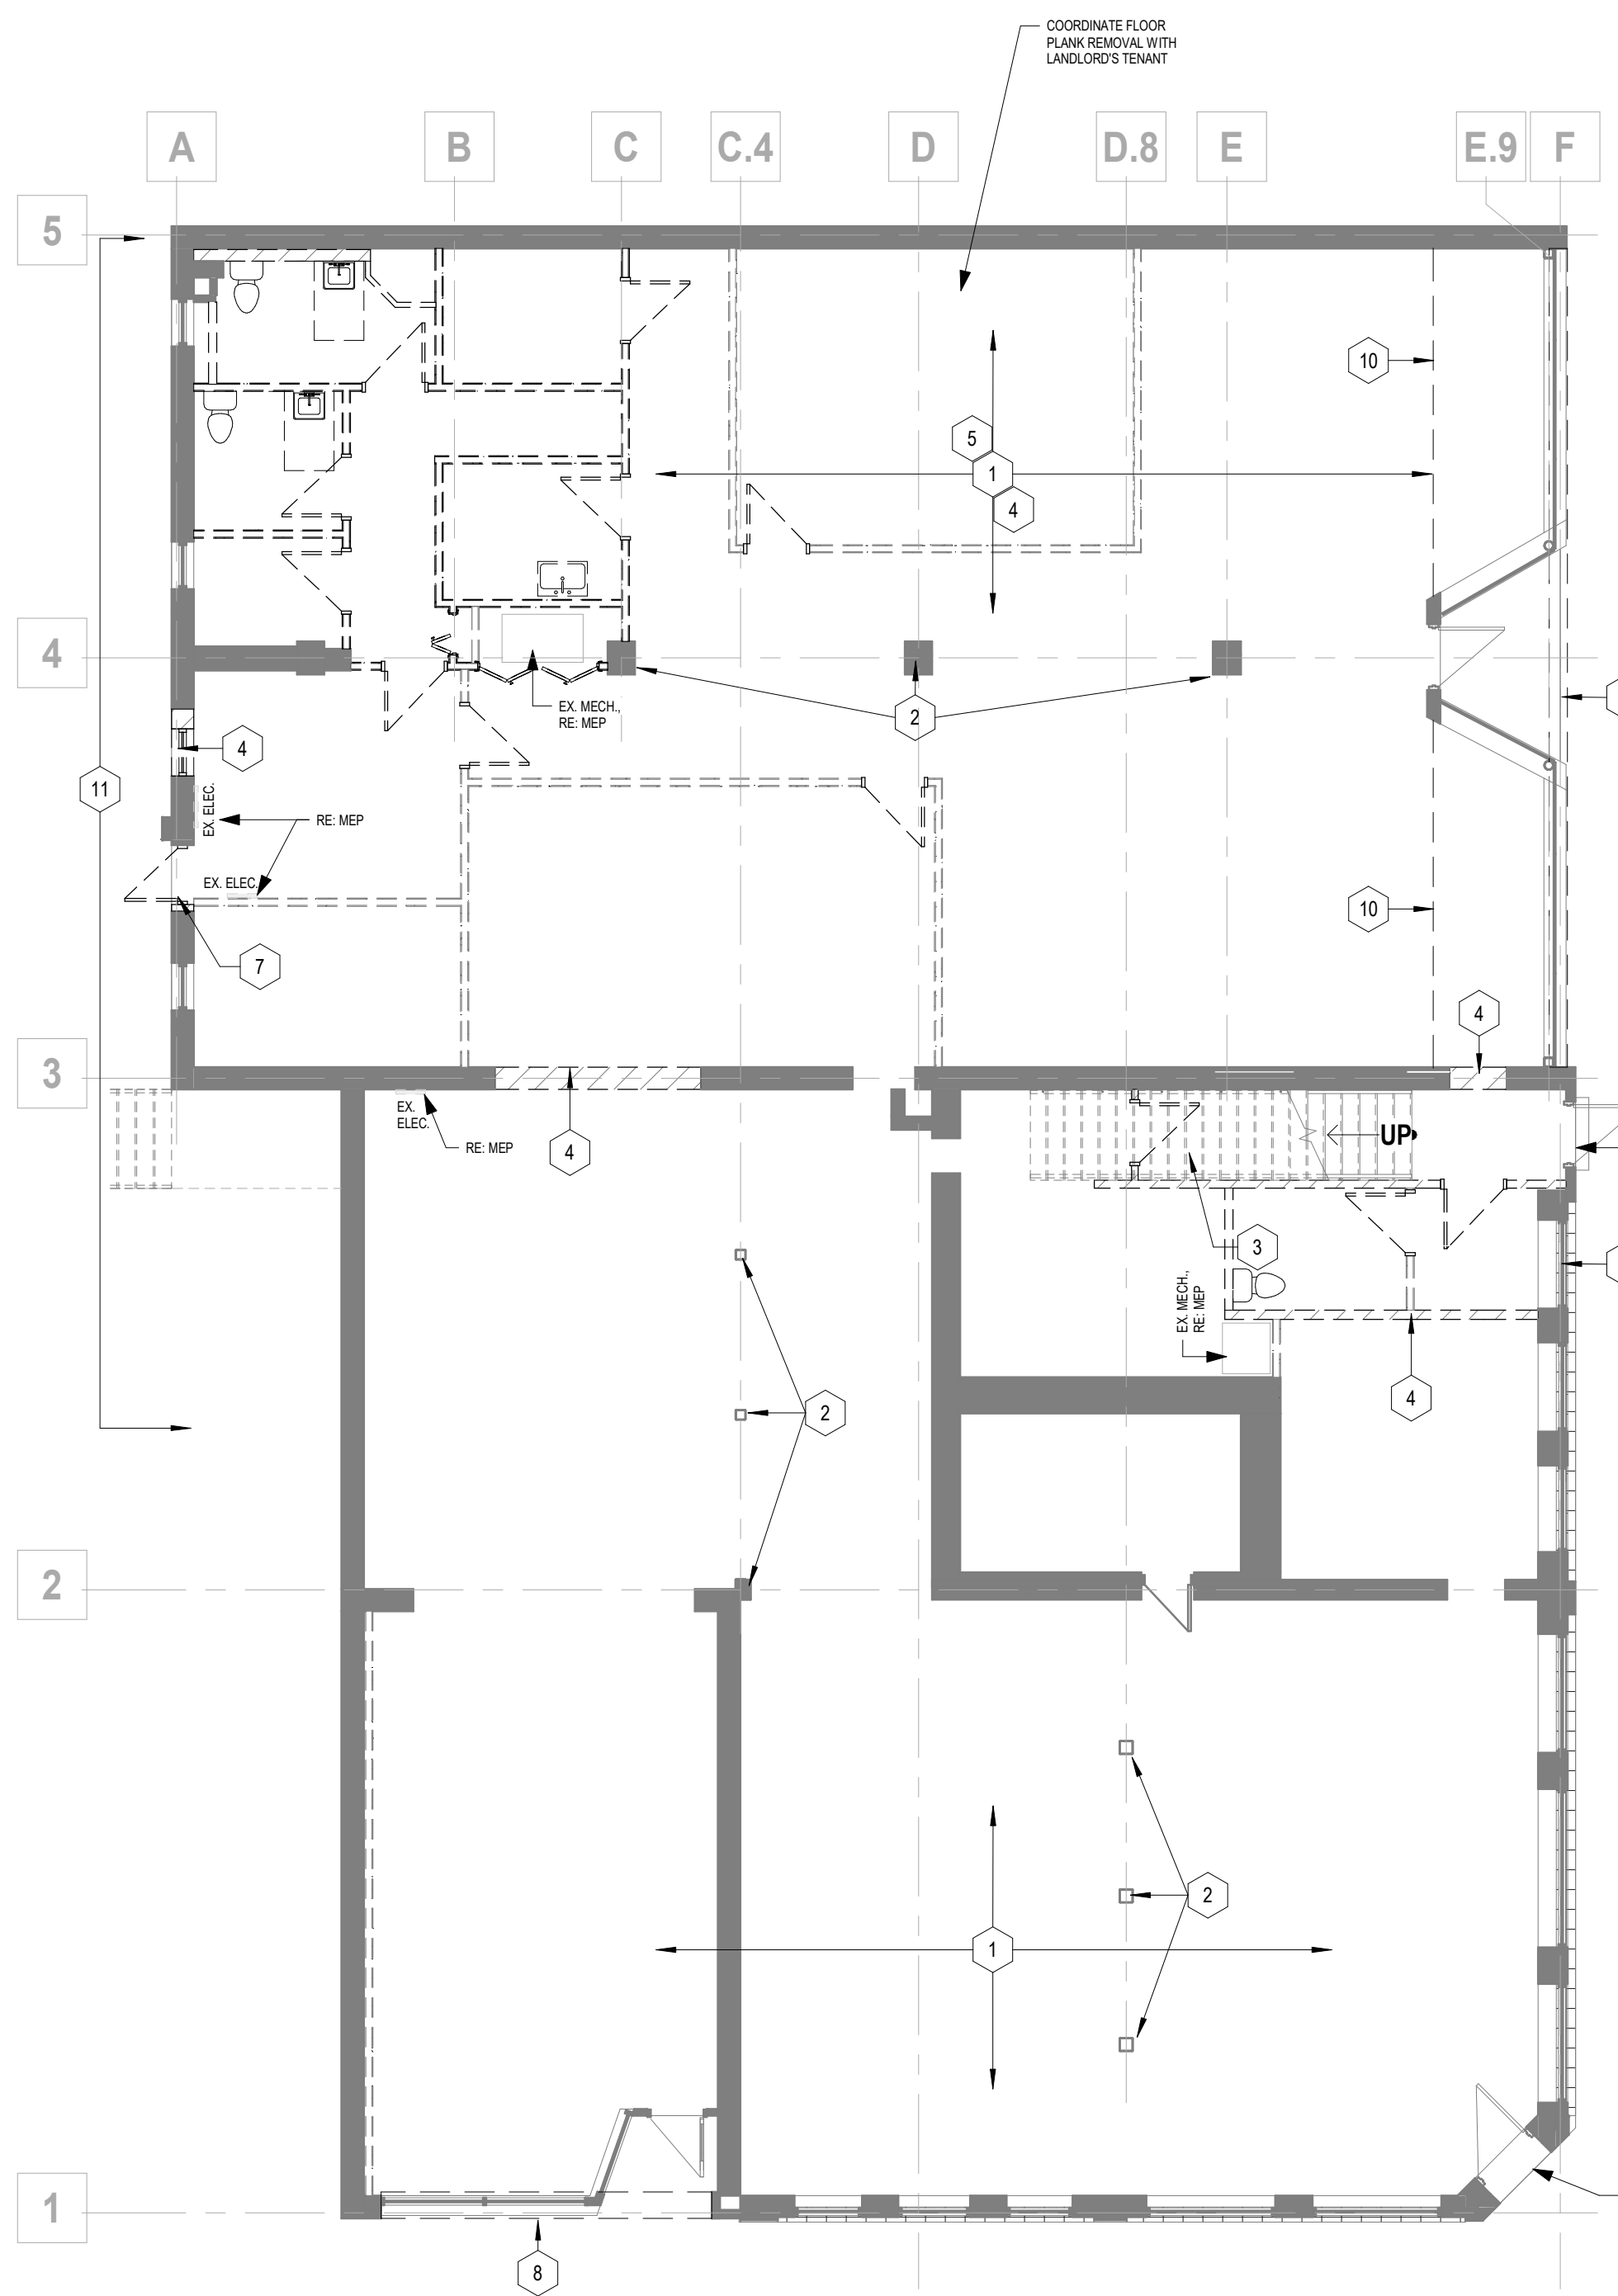 COORDINATE FLOOR
PLANK REMOVAL WITH
LANDLORD'S TENANT
A
B
C
C.4
D
D.8
E
E.9
F
5
10
5
1
4
4
2
EX. MECH.,
RE: MEP
4
11
EX. ELEC.
RE: MEP
EX. ELEC.
10
7
4
3
EX.
ELEC.
RE: MEP
4
UP
3
EX. MECH.,
RE: MEP
4
2
2
2
1
1
8